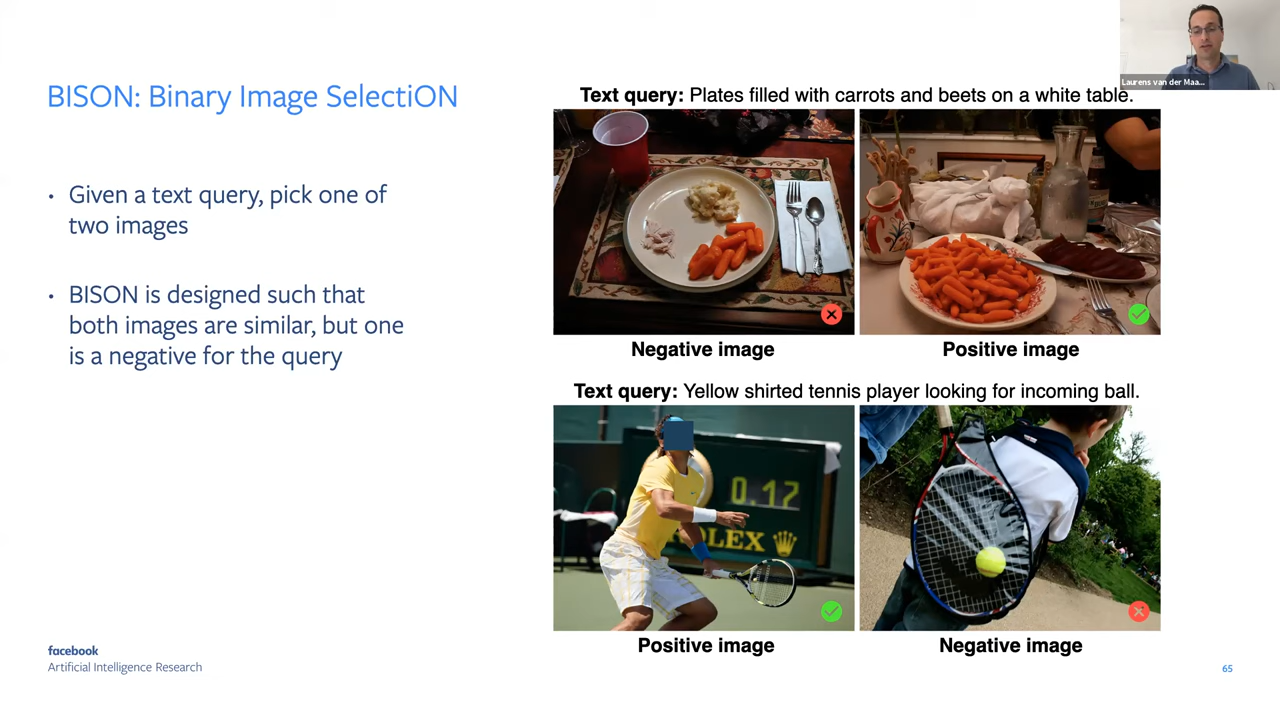 Laurens van der Maa...
BISON: Binary Image SelectiON
• Given a text query, pick one of
two images
• BISON is designed such that
both images are similar, but one
is a negative for the query
Text query: Plates filled with carrots and beets on a white table.
Negative image
Positive image
Text query: Yellow shirted tennis player looking for incoming ball.
0.17
ROLEX
Positive image
Negative image
facebook
Artificial Intelligence Research
65